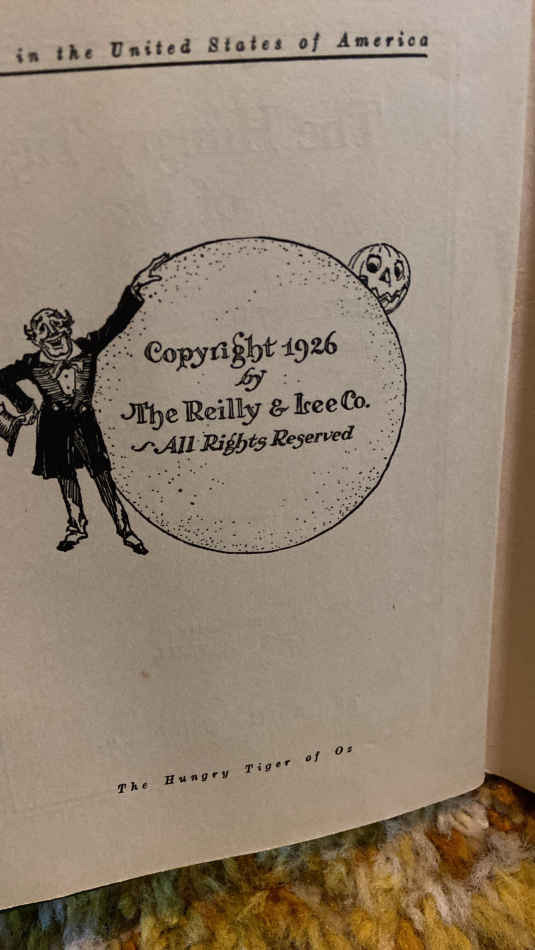 in the United States of America
Copyright 1926
by
The Reilly & Lee Co.
All Rights Reserved
The Hungry Tiger of Oz